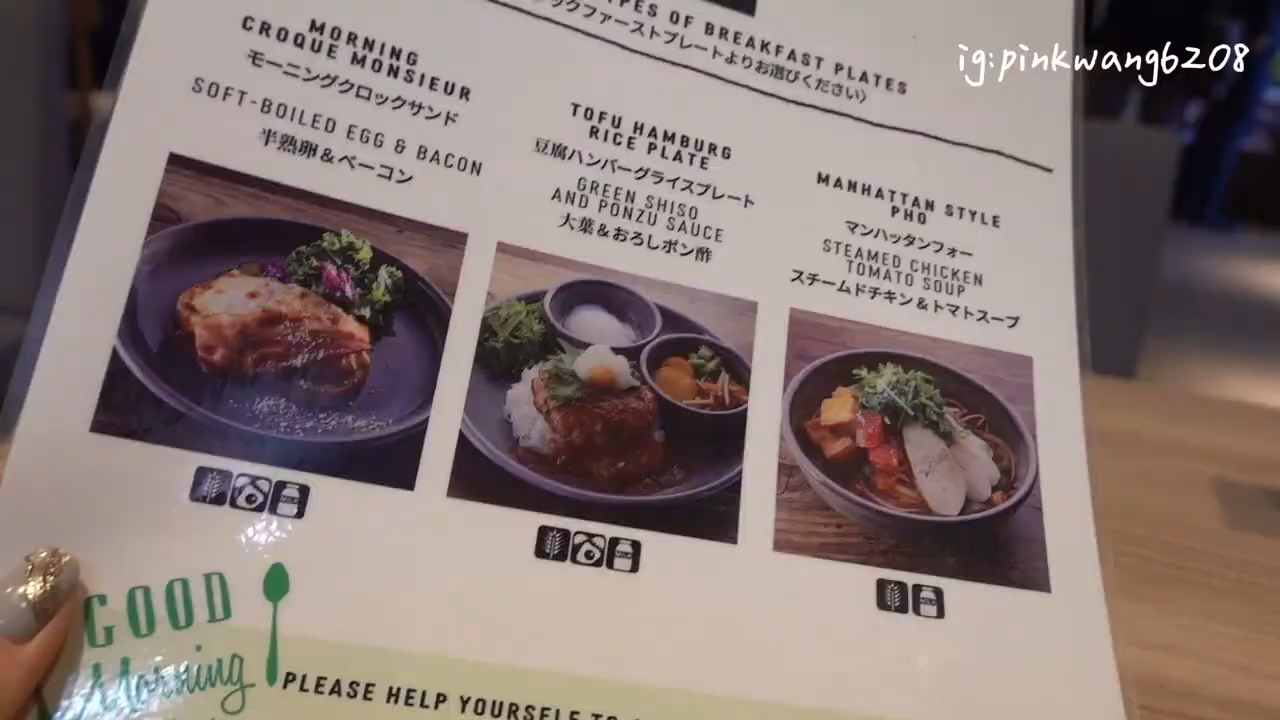 TYPES OF BREAKFAST PLATES
ックファーストプレートよりお選びください)
ig:pinkwang6208
MORNING
CROQUE MONSIEUR
モーニングクロックサンド
SOFT-BOILED EGG & BACON
半熟卵&ベーコン
TOFU HAMBURG
RICE PLATE
豆腐ハンバーグライスプレート
GREEN SHISO
AND PONZU SAUCE
大葉&おろしポン酢
MANHATTAN STYLE
PHO
マンハッタンフォー
STEAMED CHICKEN
TOMATO SOUP
スチームドチキン&トマトスープ
GOOD
Morning
PLEASE HELP YOURSELF TO